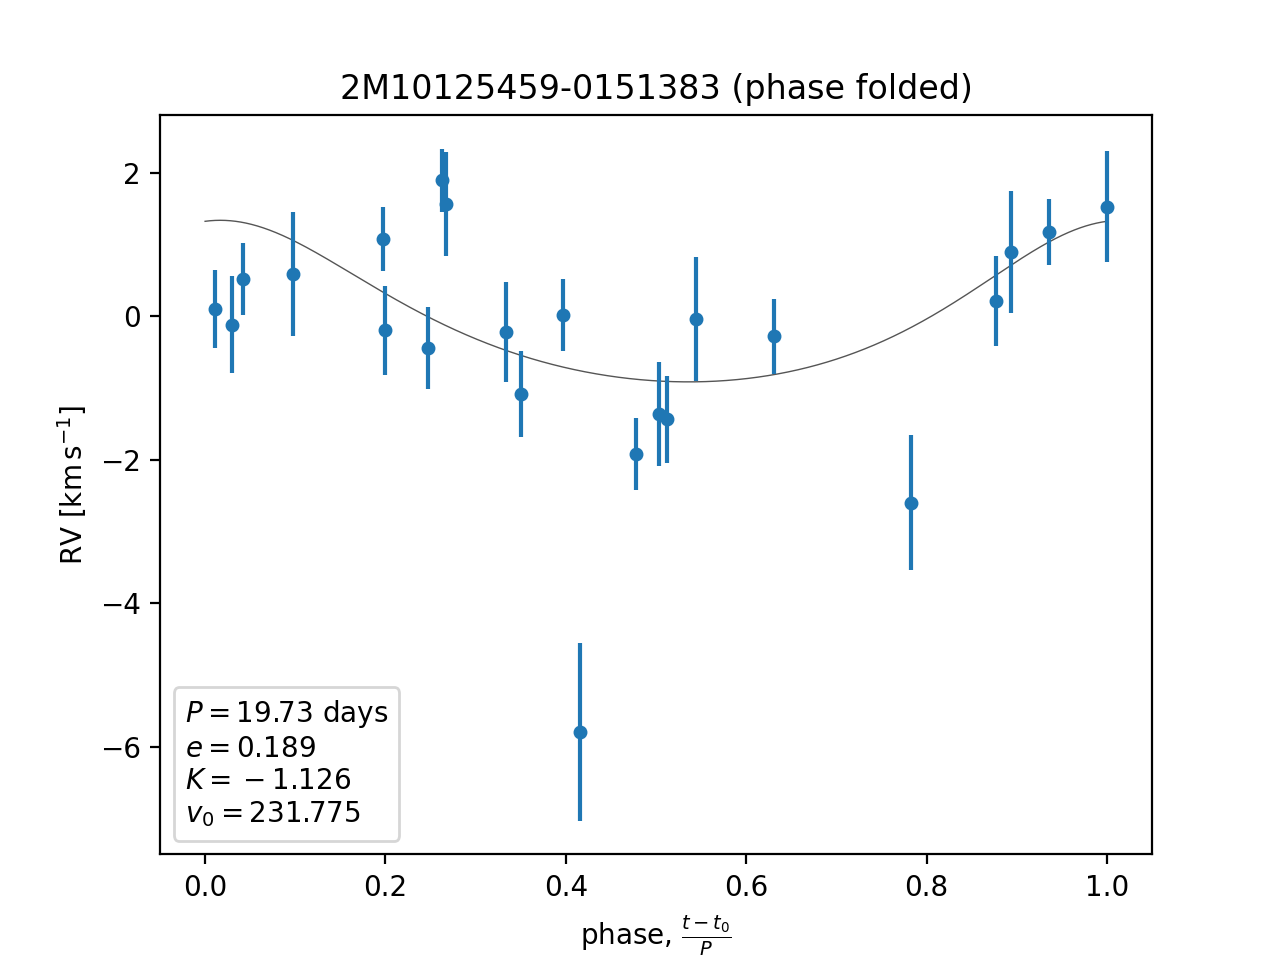 2M10125459-0151383 (phase folded)
2
0
−2
−4
−6
RV [km s⁻¹]
P = 19.73 days
e = 0.189
K = −1.126
v₀ = 231.775
0.0 0.2 0.4 0.6 0.8 1.0
phase, (t − t₀)/P